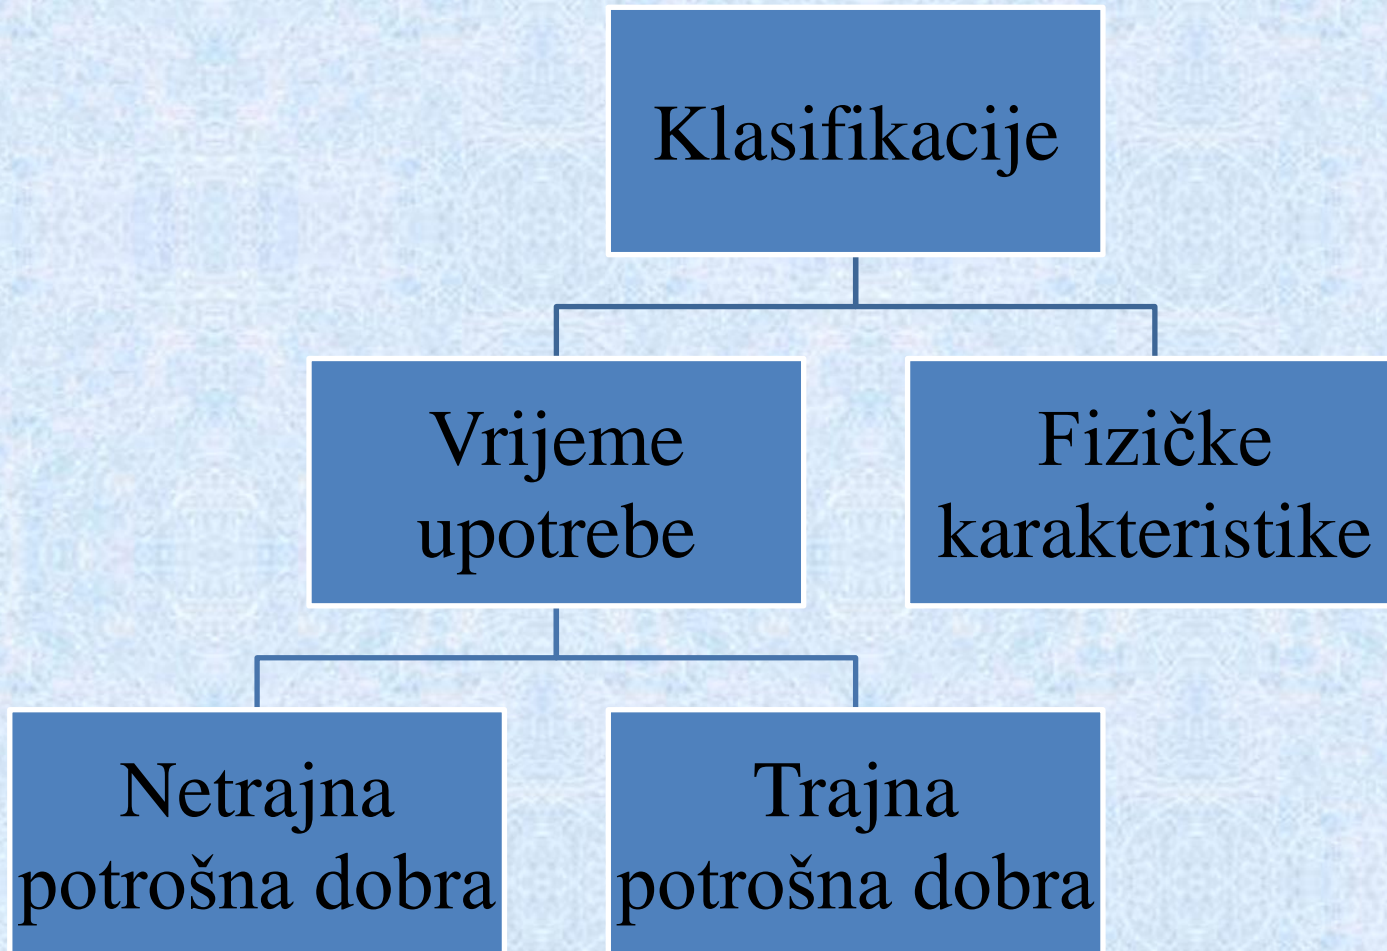 Klasifikacije
Vrijeme
upotrebe
Fizičke
karakteristike
Netrajna
potrošna dobra
Trajna
potrošna dobra